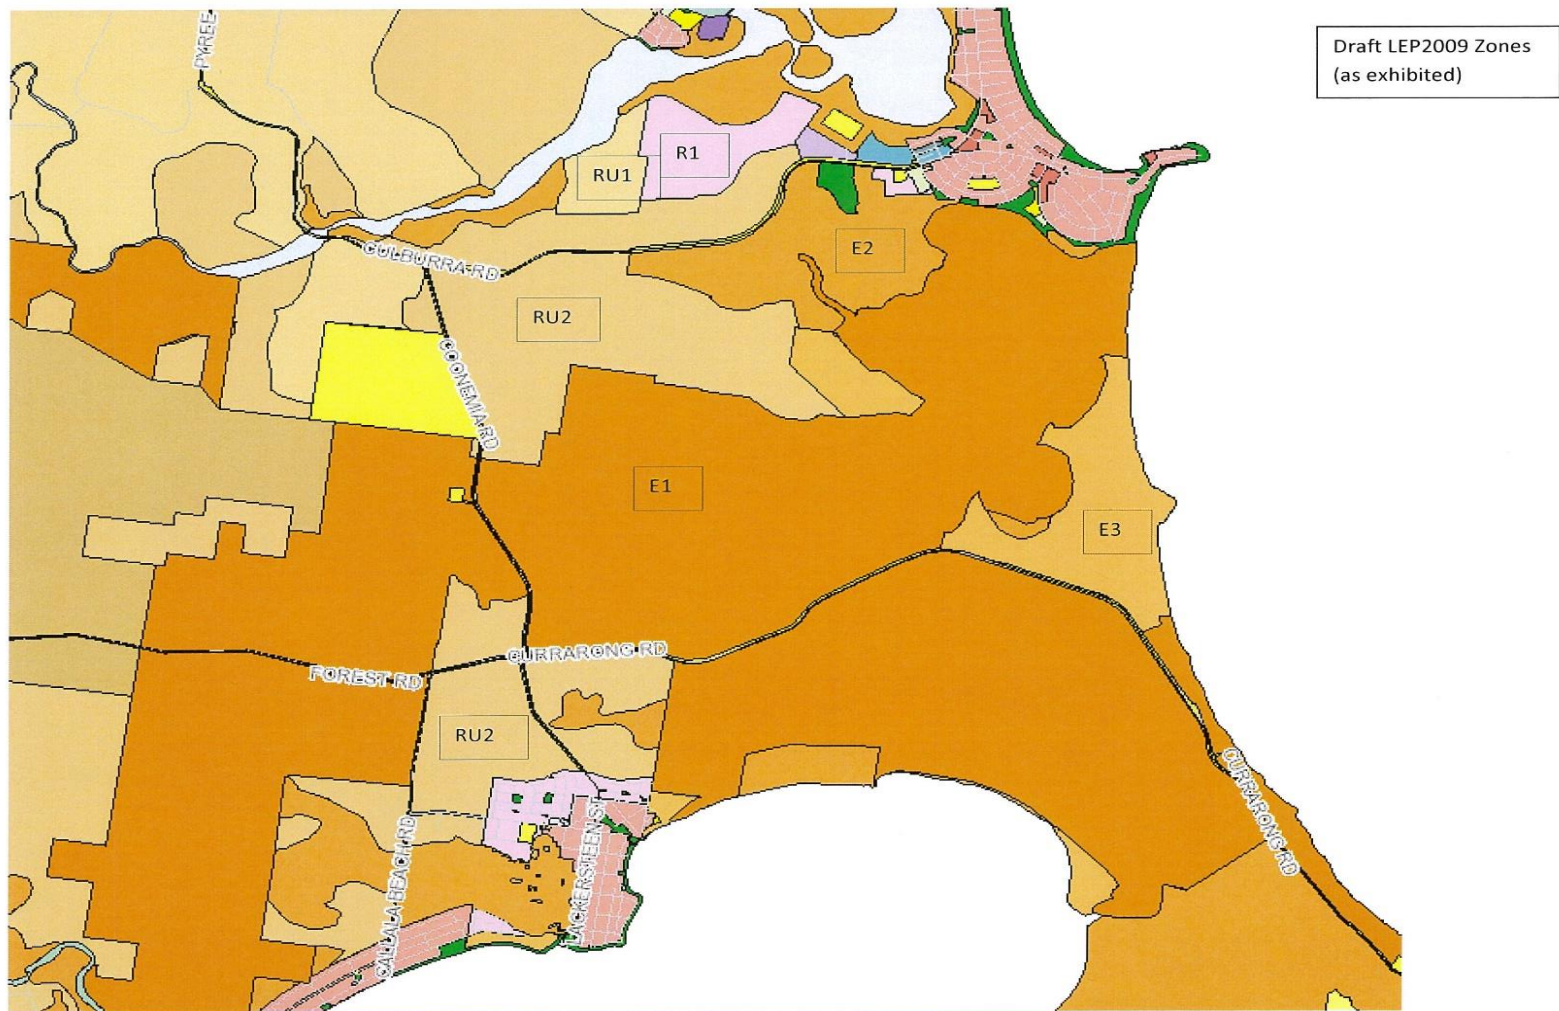 Draft LEP2009 Zones
(as exhibited)
PYREE
R1
RU1
E2
CULBURRA RD
RU2
COONEMIA RD
E1
E3
CURRARONG RD
FOREST RD
RU2
CURRARONG RD
LACKERSTEEN ST
CALLALA BEACH RD